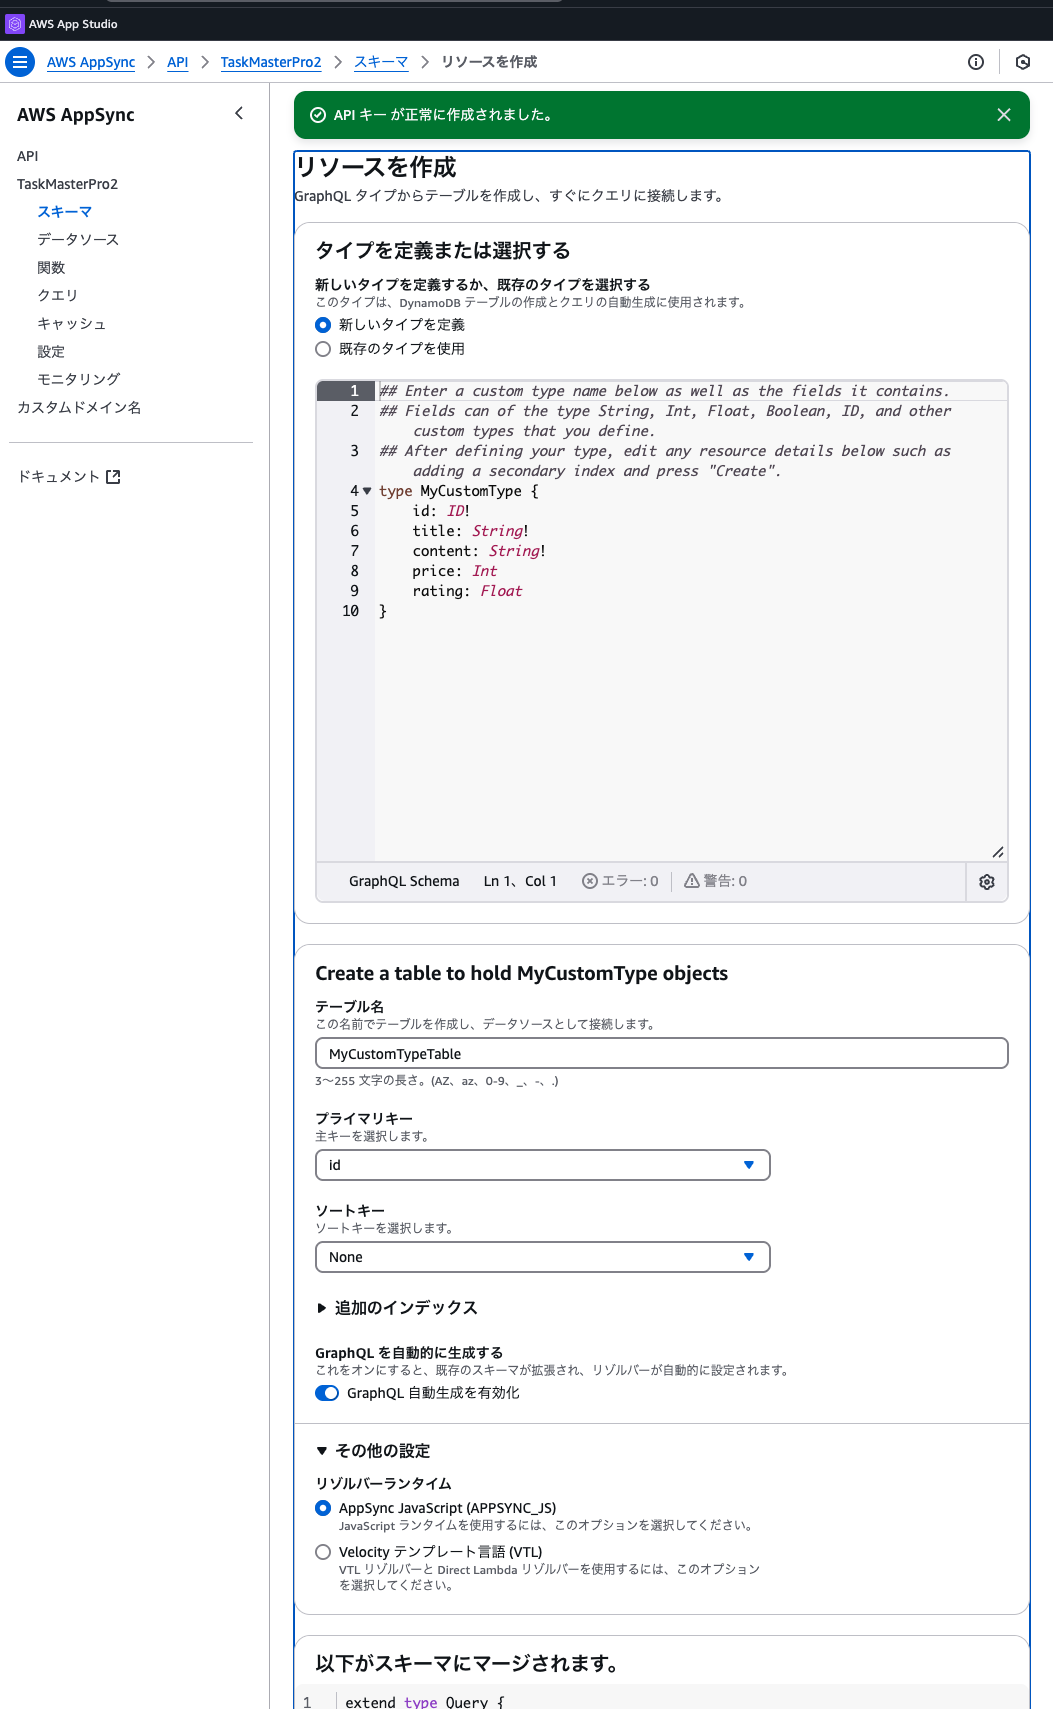 AWS App Studio
AWS AppSync
API
TaskMasterPro2
スキーマ
リソースを作成
AWS AppSync
API
TaskMasterPro2
スキーマ
データソース
関数
クエリ
キャッシュ
設定
モニタリング
カスタムドメイン名
ドキュメント
API キー が正常に作成されました。
リソースを作成
GraphQL タイプからテーブルを作成し、すぐにクエリに接続します。
タイプを定義または選択する
新しいタイプを定義するか、既存のタイプを選択する
このタイプは、DynamoDB テーブルの作成とクエリの自動生成に使用されます。
新しいタイプを定義
既存のタイプを使用
1 ## Enter a custom type name below as well as the fields it contains.
2 ## Fields can of the type String, Int, Float, Boolean, ID, and other
custom types that you define.
3 ## After defining your type, edit any resource details below such as
adding a secondary index and press "Create".
4 type MyCustomType {
5 id: ID!
6 title: String!
7 content: String!
8 price: Int
9 rating: Float
10 }
GraphQL Schema Ln 1、Col 1 エラー: 0 警告: 0
Create a table to hold MyCustomType objects
テーブル名
この名前でテーブルを作成し、データソースとして接続します。
MyCustomTypeTable
3〜255 文字の長さ。(AZ、az、0-9、_、-、.)
プライマリキー
主キーを選択します。
id
ソートキー
ソートキーを選択します。
None
追加のインデックス
GraphQL を自動的に生成する
これをオンにすると、既存のスキーマが拡張され、リゾルバーが自動的に設定されます。
GraphQL 自動生成を有効化
その他の設定
リゾルバーランタイム
AppSync JavaScript (APPSYNC_JS)
JavaScript ランタイムを使用するには、このオプションを選択してください。
Velocity テンプレート言語 (VTL)
VTL リゾルバーと Direct Lambda リゾルバーを使用するには、このオプション
を選択してください。
以下がスキーマにマージされます。
1 extend type Query {